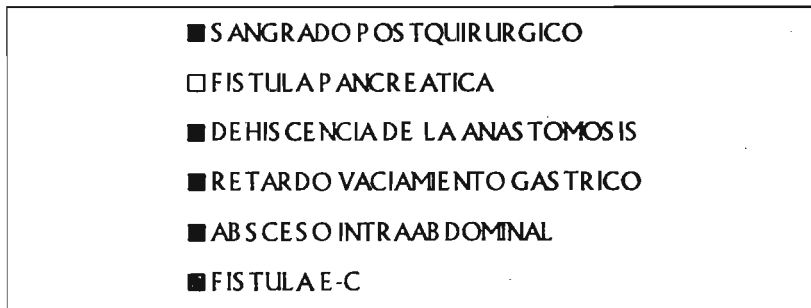 SANGRADO POSTQUIRURGICO
FISTULA PANCREATICA
DEHISCENCIA DE LA ANASTOMOSIS
RETARDO VACIAMIENTO GASTRICO
ABSCESO INTRAABDOMINAL
FISTULA E-C